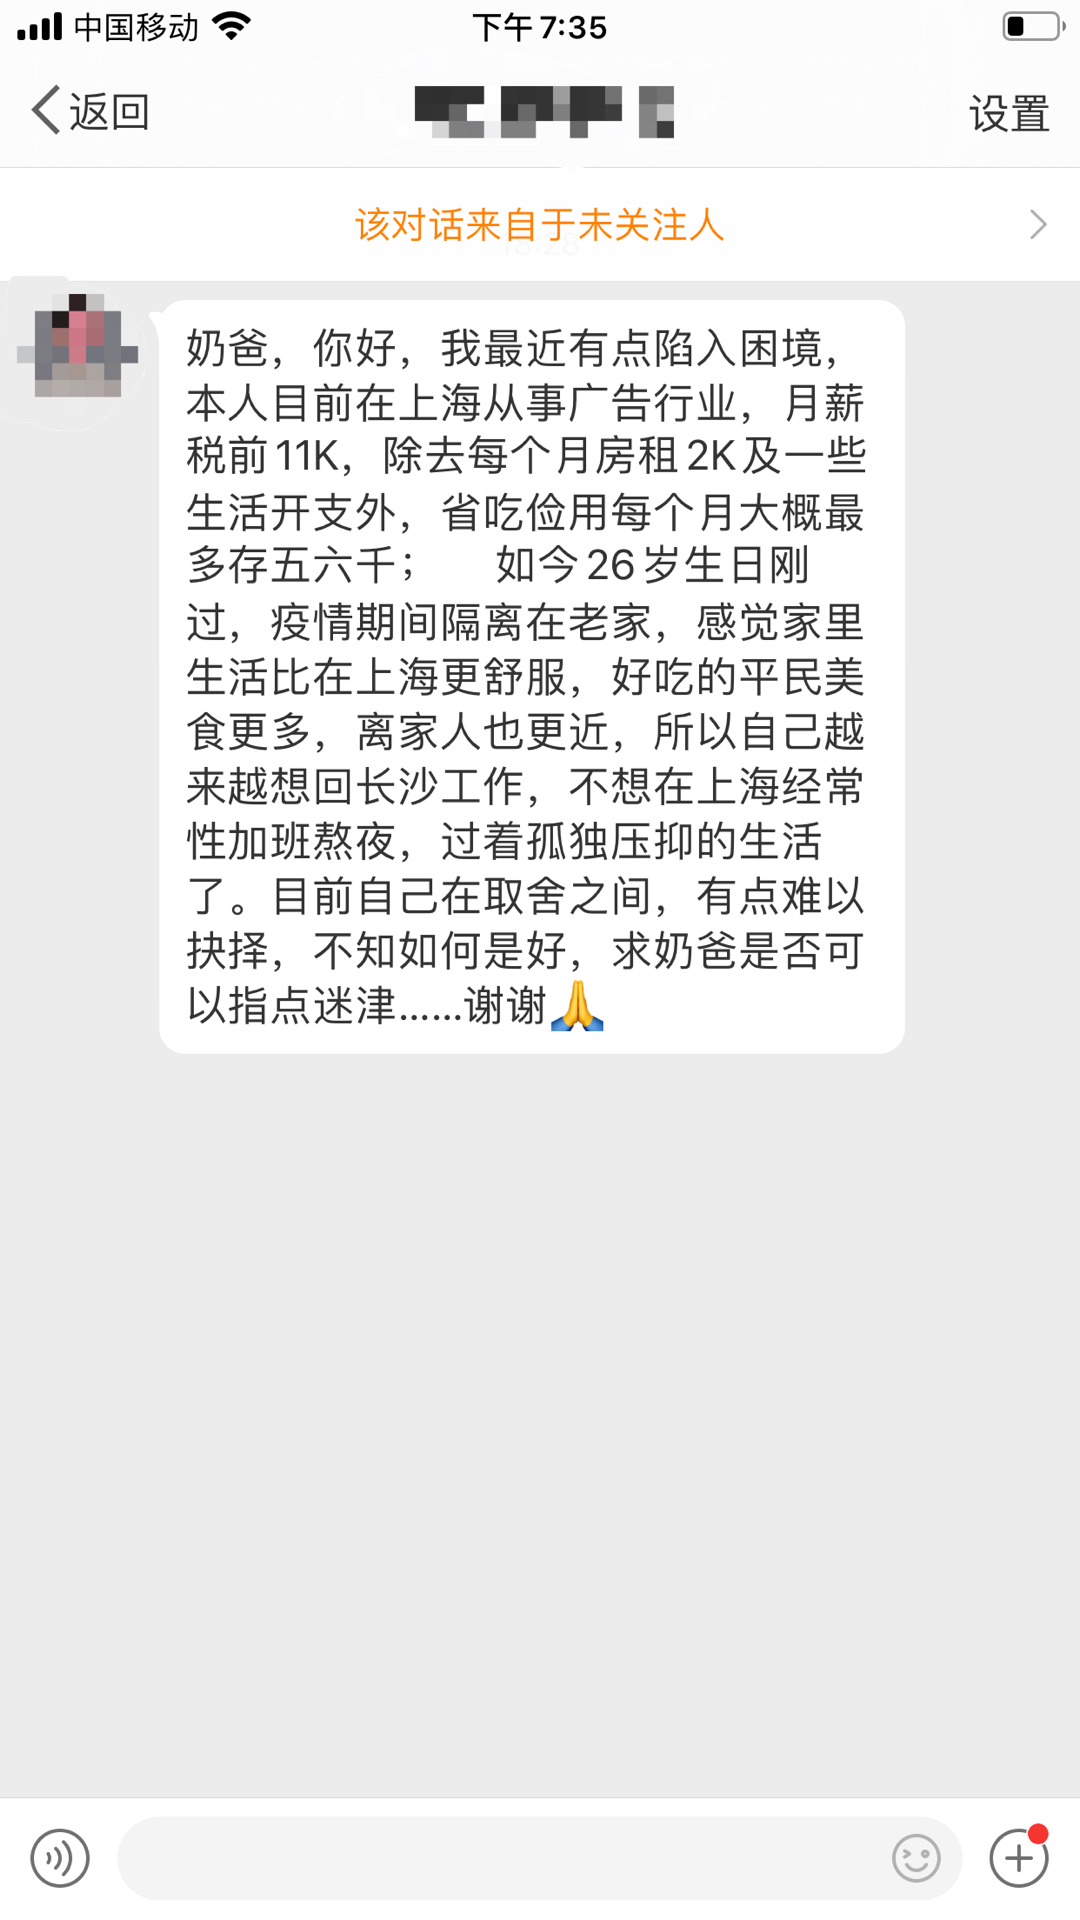 中国移动
下午 7:35
返回
设置
该对话来自于未关注人
奶爸，你好，我最近有点陷入困境，
本人目前在上海从事广告行业，月薪
税前11K，除去每个月房租2K及一些
生活开支外，省吃俭用每个月大概最
多存五六千；　如今26岁生日刚
过，疫情期间隔离在老家，感觉家里
生活比在上海更舒服，好吃的平民美
食更多，离家人也更近，所以自己越
来越想回长沙工作，不想在上海经常
性加班熬夜，过着孤独压抑的生活
了。目前自己在取舍之间，有点难以
抉择，不知如何是好，求奶爸是否可
以指点迷津……谢谢🙏